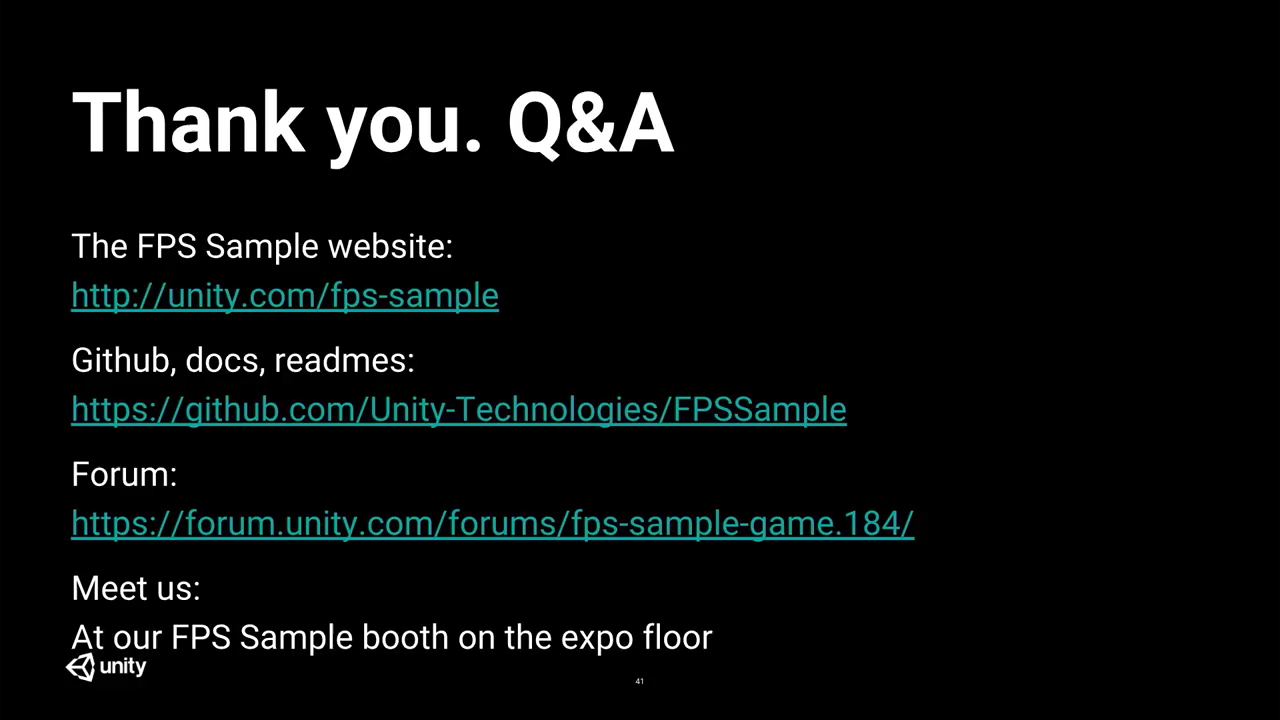 Thank you. Q&A
The FPS Sample website:
http://unity.com/fps-sample
Github, docs, readmes:
https://github.com/Unity-Technologies/FPSSample
Forum:
https://forum.unity.com/forums/fps-sample-game.184/
Meet us:
At our FPS Sample booth on the expo floor
unity
41